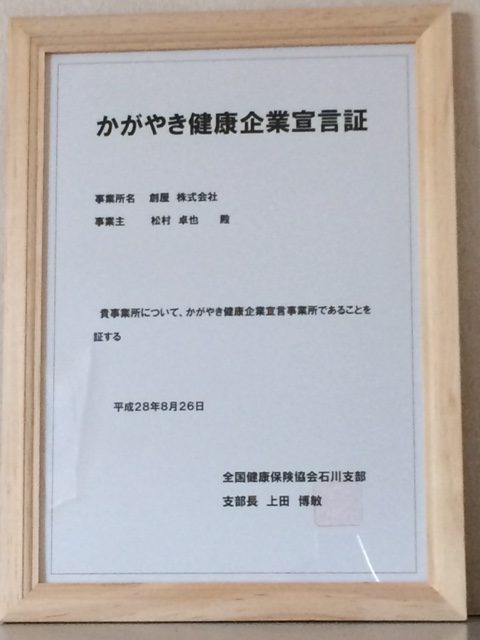 かがやき健康企業宣言証
事業所名 創屋 株式会社
事業主 松村 卓也 殿
貴事業所について、かがやき健康企業宣言事業所であることを
証する
平成28年8月26日
全国健康保険協会石川支部
支部長 上田 博敏